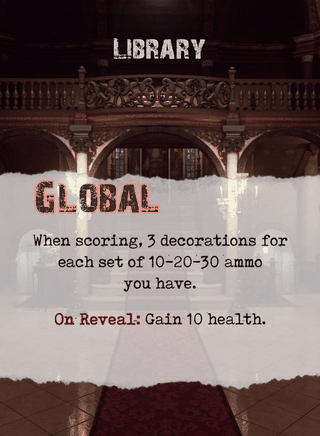 LIBRARY
GLOBAL
When scoring, 3 decorations for
each set of 10-20-30 ammo
you have.
On Reveal: Gain 10 health.